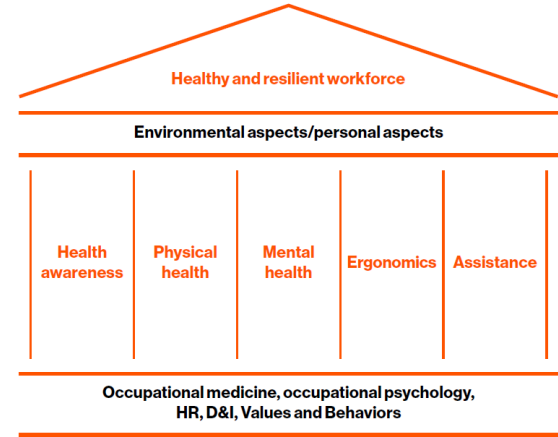 Healthy and resilient workforce
Environmental aspects/personal aspects
Health
awareness
Physical
health
Mental
health
Ergonomics
Assistance
Occupational medicine, occupational psychology,
HR, D&I, Values and Behaviors